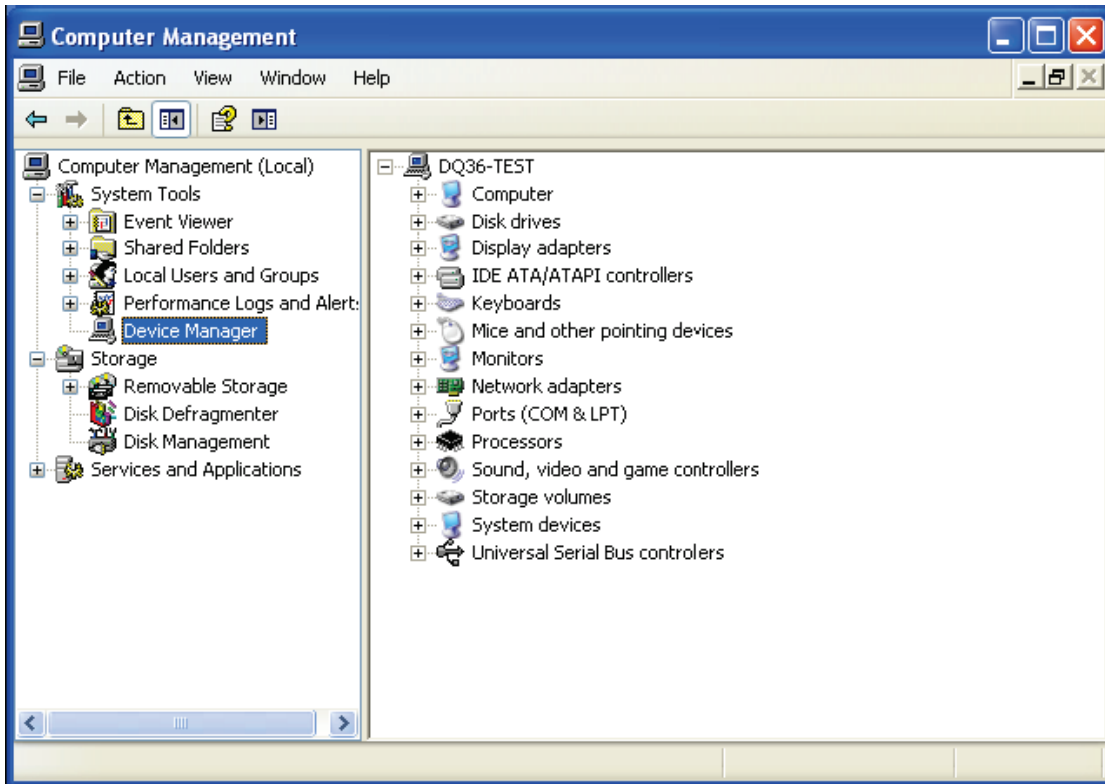 Computer Management
File Action View Window Help
Computer Management (Local)
System Tools
Event Viewer
Shared Folders
Local Users and Groups
Performance Logs and Alert:
Device Manager
Storage
Removable Storage
Disk Defragmenter
Disk Management
Services and Applications
DQ36-TEST
Computer
Disk drives
Display adapters
IDE ATA/ATAPI controllers
Keyboards
Mice and other pointing devices
Monitors
Network adapters
Ports (COM & LPT)
Processors
Sound, video and game controllers
Storage volumes
System devices
Universal Serial Bus controlers